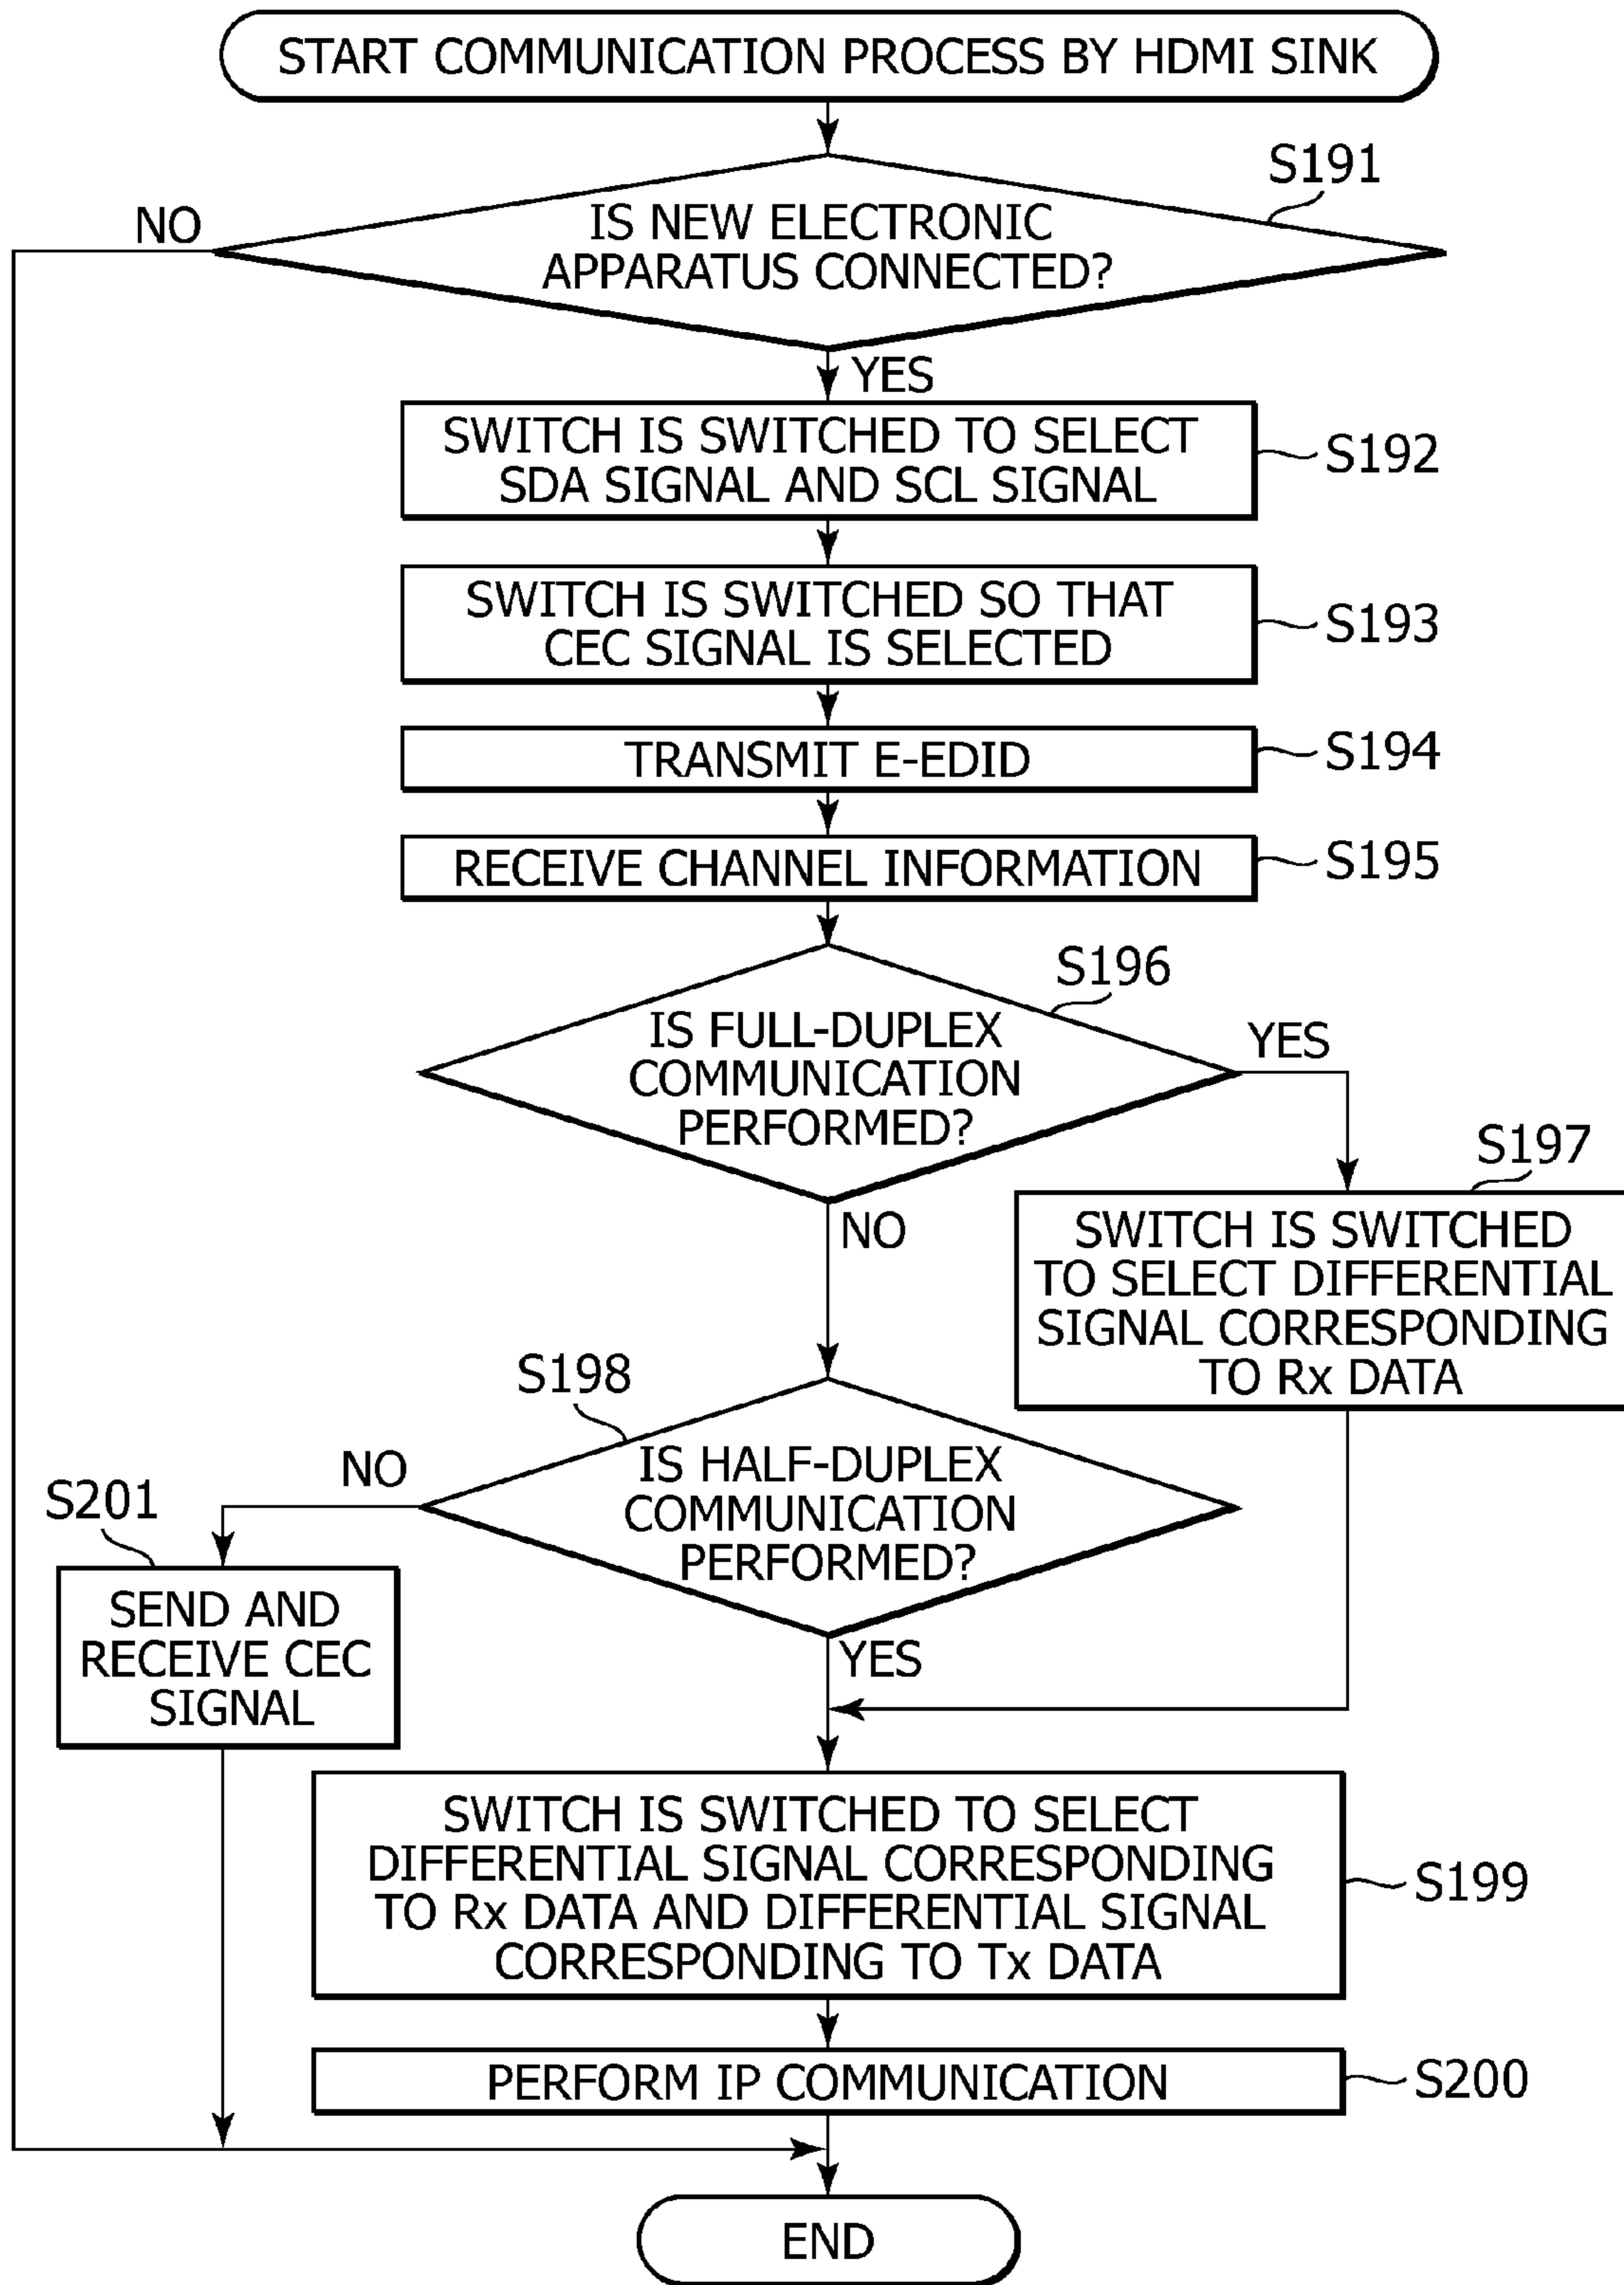 START COMMUNICATION PROCESS BY HDMI SINK
S191
NO
IS NEW ELECTRONIC
APPARATUS CONNECTED?
YES
SWITCH IS SWITCHED TO SELECT
SDA SIGNAL AND SCL SIGNAL
S192
SWITCH IS SWITCHED SO THAT
CEC SIGNAL IS SELECTED
S193
TRANSMIT E-EDID
S194
RECEIVE CHANNEL INFORMATION
S195
S196
IS FULL-DUPLEX
COMMUNICATION
PERFORMED?
YES
NO
S197
SWITCH IS SWITCHED
TO SELECT DIFFERENTIAL
SIGNAL CORRESPONDING
TO Rx DATA
S198
IS HALF-DUPLEX
COMMUNICATION
PERFORMED?
NO
YES
S201
SEND AND
RECEIVE CEC
SIGNAL
SWITCH IS SWITCHED TO SELECT
DIFFERENTIAL SIGNAL CORRESPONDING
TO Rx DATA AND DIFFERENTIAL SIGNAL
CORRESPONDING TO Tx DATA
S199
PERFORM IP COMMUNICATION
S200
END